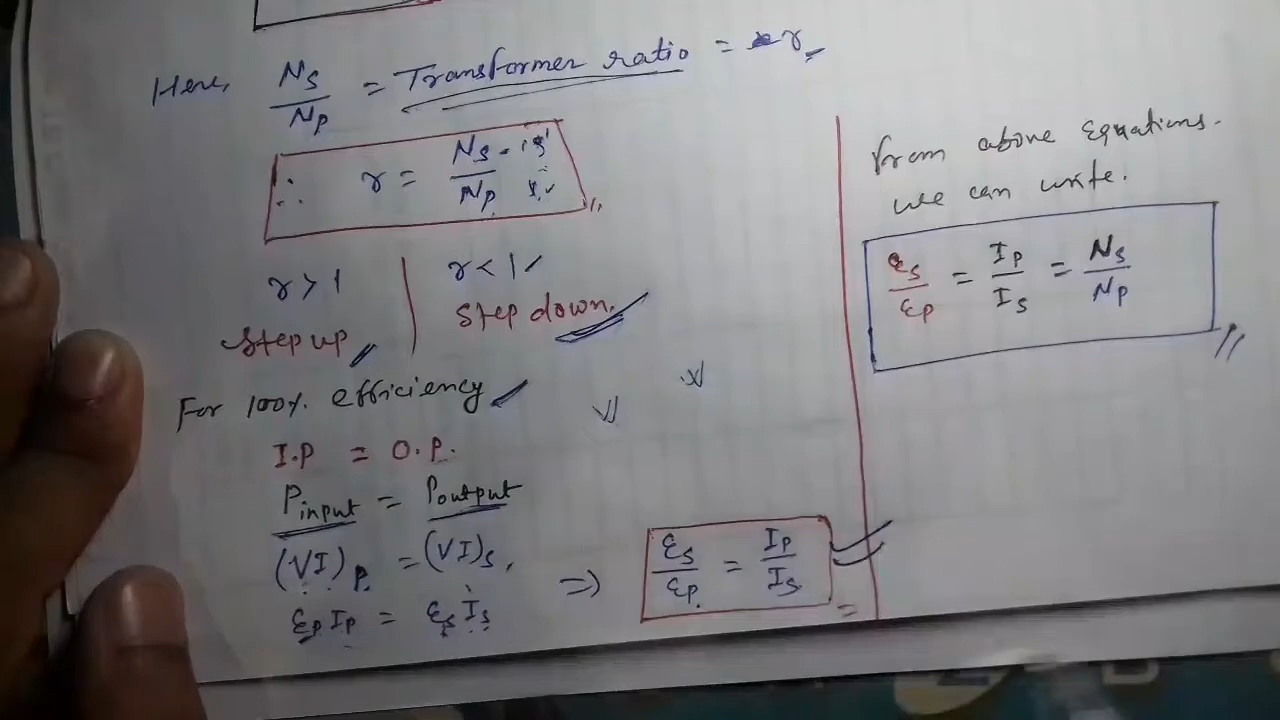 Here, Ns/Np = Transformer ratio = r
∴ r = Ns/Np
r > 1
step up
r < 1
step down
For 100% efficiency
I.P = O.P.
Pinput = Poutput
(VI)p = (VI)s,
εp Ip = εs Is
=> εs/εp = Ip/Is
from above Equations.
we can write.
εs/εp = Ip/Is = Ns/Np